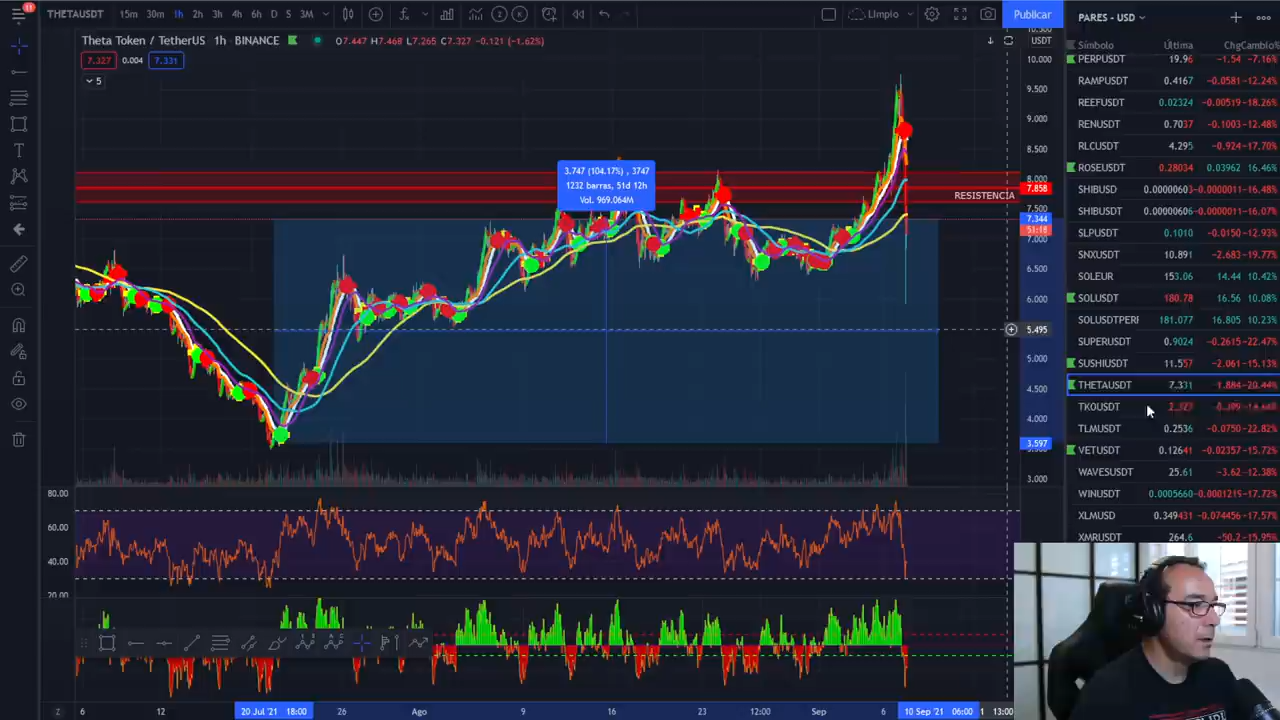 11
THETAUSDT 15m 30m 1h 2h 3h 4h 6h D S 3M Limpio Publicar
PARES - USD
Theta Token / TetherUS 1h BINANCE O7.447 H7.468 L7.265 C7.327 -0.121 (-1.62%)
USDT
7.327 0.004 7.331
5
Símbolo Última Chg Cambio%
PERPUSDT 19.96 -1.54 -7.16%
RAMPUSDT 0.4167 -0.0581 -12.24%
REEFUSDT 0.02324 -0.00519 -18.26%
RENUSDT 0.7037 -0.1003 -12.48%
RLCUSDT 4.295 -0.924 -17.70%
ROSEUSDT 0.28034 0.03962 16.46%
SHIBUSD 0.0000060 -0.0000011 -16.48%
SHIBUSDT 0.0000060 -0.0000011 -16.07%
SLPUSDT 0.1010 -0.0150 -12.93%
SNXUSDT 10.891 -2.683 -19.77%
SOLEUR 153.06 14.44 10.42%
SOLUSDT 180.78 16.56 10.08%
SOLUSDTPERP 181.077 16.805 10.23%
SUPERUSDT 0.9024 -0.2615 -22.47%
SUSHIUSDT 11.557 -2.061 -15.13%
THETAUSDT 7.331 -1.884 -20.44%
TKOUSDT
TLMUSDT 0.2536 -0.0750 -22.82%
VETUSDT 0.12641 -0.02357 -15.72%
WAVESUSDT 25.61 -3.62 -12.38%
WINUSDT 0.0005660 -0.0001219 -17.72%
XLMUSD 0.349431 -0.074456 -17.57%
XMRUSDT 264.6 -50.2 -15.95%
3.747 (104.17%) , 3747
1232 barras, 51d 12h
Vol. 969.064M
RESISTENCIA
10.000
9.500
9.000
8.500
8.000
7.858
7.500
7.344
51:18
7.000
6.500
6.000
5.495
5.000
4.500
4.000
3.597
3.000
80.00
60.00
40.00
20.00
Z 6 12 20 Jul '21 18:00 26 Ago 9 16 23 12:00 Sep 6 10 Sep '21 06:00 13:00